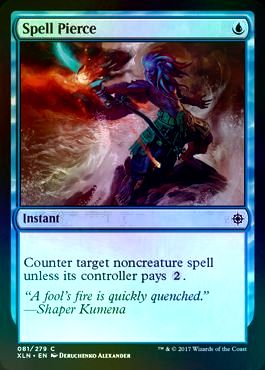 Spell Pierce
Instant
Counter target noncreature spell
unless its controller pays 2.
“A fool's fire is quickly quenched.”
—Shaper Kumena
081/279 C
XLN • EN Deruchenko Alexander
™ & © 2017 Wizards of the Coast